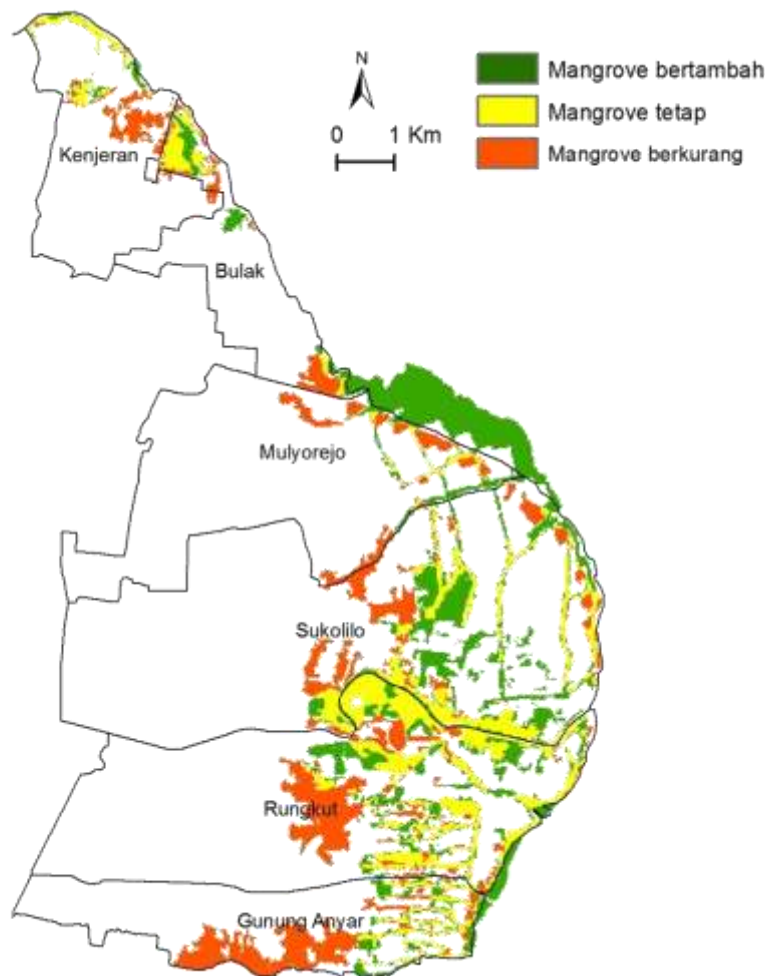 N
0 1 Km
Mangrove bertambah
Mangrove tetap
Mangrove berkurang
Kenjeran
Bulak
Mulyorejo
Sukolilo
Rungkut
Gunung Anyar